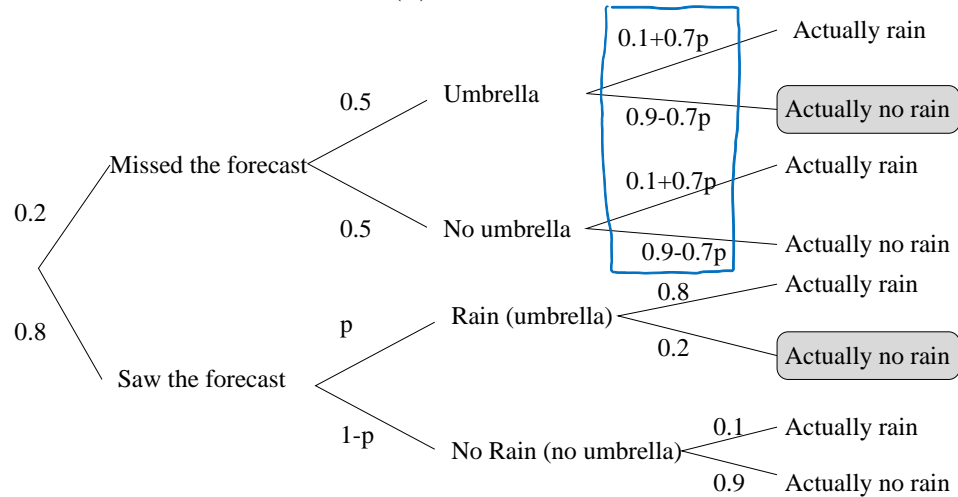 0.1+0.7p
Actually rain
0.5
Umbrella
0.9-0.7p
Actually no rain
Missed the forecast
0.2
0.5
No umbrella
0.1+0.7p
Actually rain
0.9-0.7p
Actually no rain
0.8
Saw the forecast
p
Rain (umbrella)
0.8
Actually rain
0.2
Actually no rain
1-p
No Rain (no umbrella)
0.1
Actually rain
0.9
Actually no rain